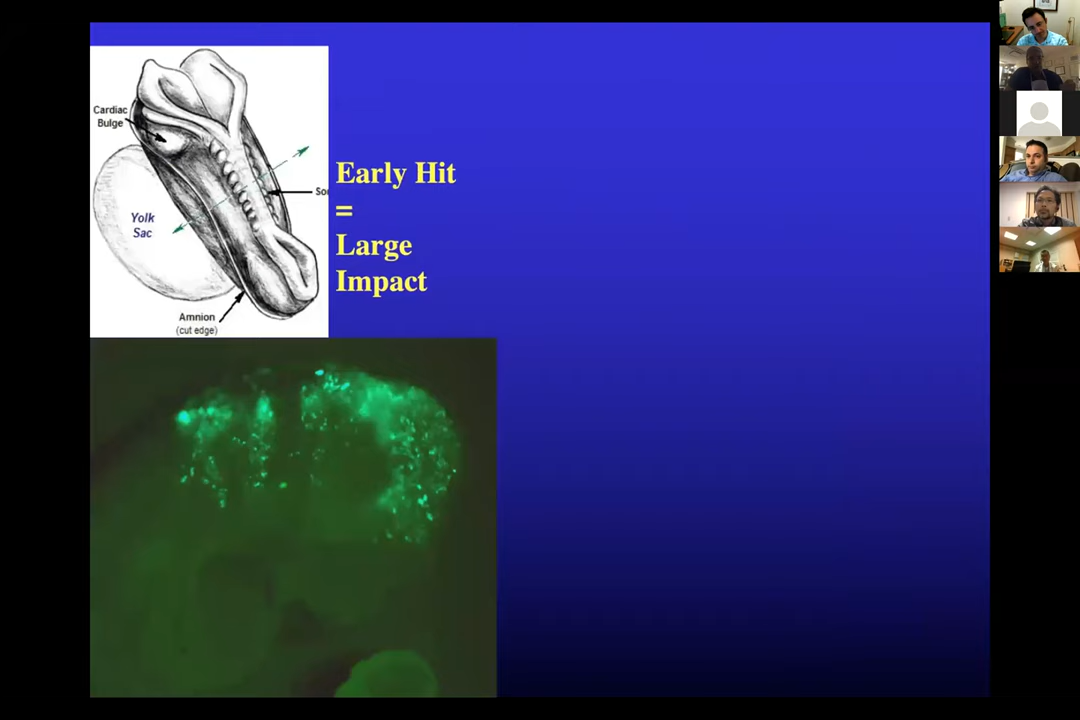 Cardiac
Bulge
Yolk
Sac
Amnion
(cut edge)
Early Hit
=
Large
Impact